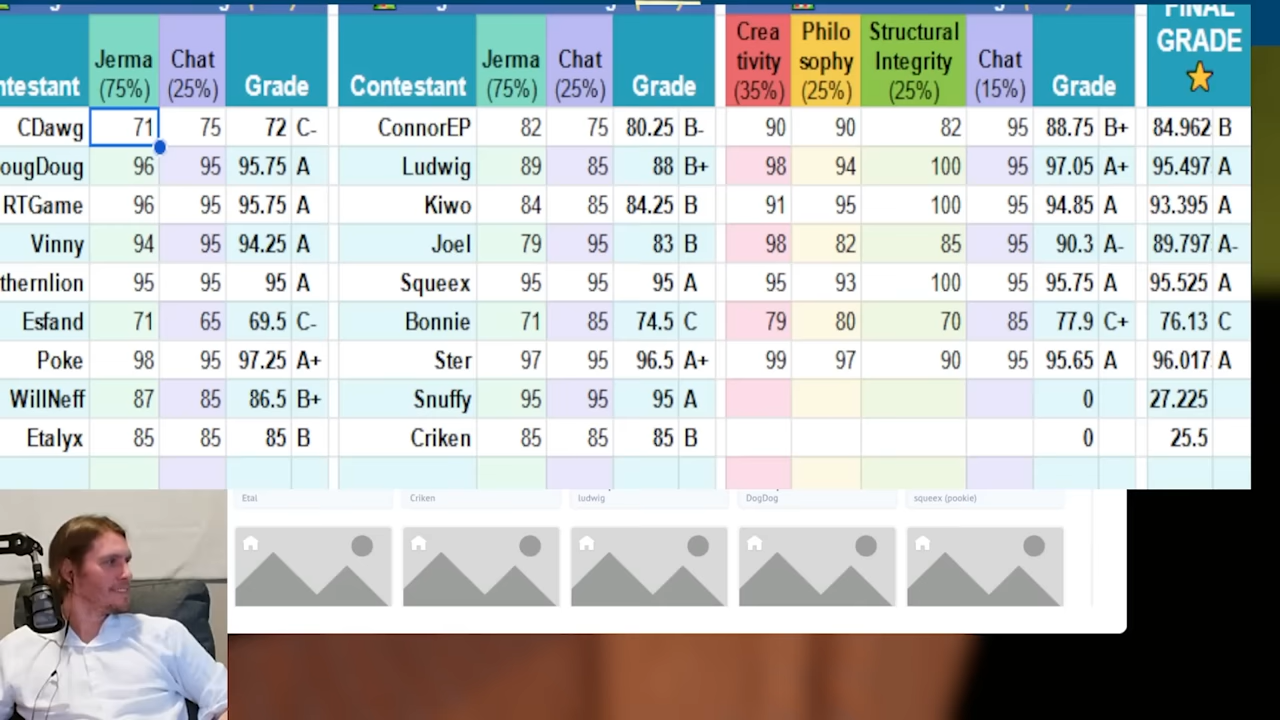 FINAL
GRADE
ntestant Jerma (75%) Chat (25%) Grade Contestant Jerma (75%) Chat (25%) Grade Crea tivity (35%) Philo sophy (25%) Structural Integrity (25%) Chat (15%) Grade
CDawg 71 75 72 C- ConnorEP 82 75 80.25 B- 90 90 82 95 88.75 B+ 84.962 B
ougDoug 96 95 95.75 A Ludwig 89 85 88 B+ 98 94 100 95 97.05 A+ 95.497 A
RTGame 96 95 95.75 A Kiwo 84 85 84.25 B 91 95 100 95 94.85 A 93.395 A
Vinny 94 95 94.25 A Joel 79 95 83 B 98 82 85 95 90.3 A- 89.797 A-
thernlion 95 95 95 A Squeex 95 95 95 A 95 93 100 95 95.75 A 95.525 A
Esfand 71 65 69.5 C- Bonnie 71 85 74.5 C 79 80 70 85 77.9 C+ 76.13 C
Poke 98 95 97.25 A+ Ster 97 95 96.5 A+ 99 97 90 95 95.65 A 96.017 A
WillNeff 87 85 86.5 B+ Snuffy 95 95 95 A 0 27.225
Etalyx 85 85 85 B Criken 85 85 85 B 0 25.5
Etal Criken ludwig DogDog squeex (pookie)